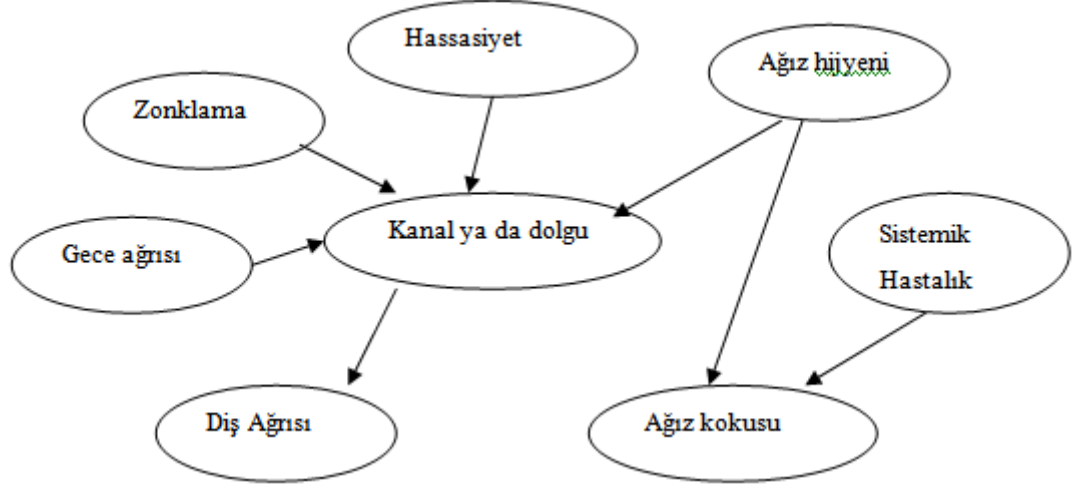 Hassasiyet
Ağız hijyeni
Zonklama
Kanal ya da dolgu
Gece ağrısı
Sistemik
Hastalık
Diş Ağrısı
Ağız kokusu